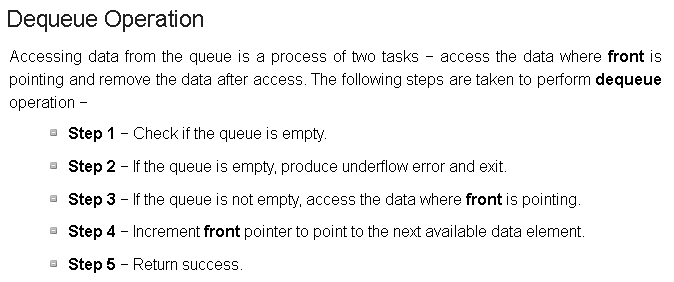 Dequeue Operation
Accessing data from the queue is a process of two tasks − access the data where front is
pointing and remove the data after access. The following steps are taken to perform dequeue
operation −
Step 1 − Check if the queue is empty.
Step 2 − If the queue is empty, produce underflow error and exit.
Step 3 − If the queue is not empty, access the data where front is pointing.
Step 4 − Increment front pointer to point to the next available data element.
Step 5 − Return success.